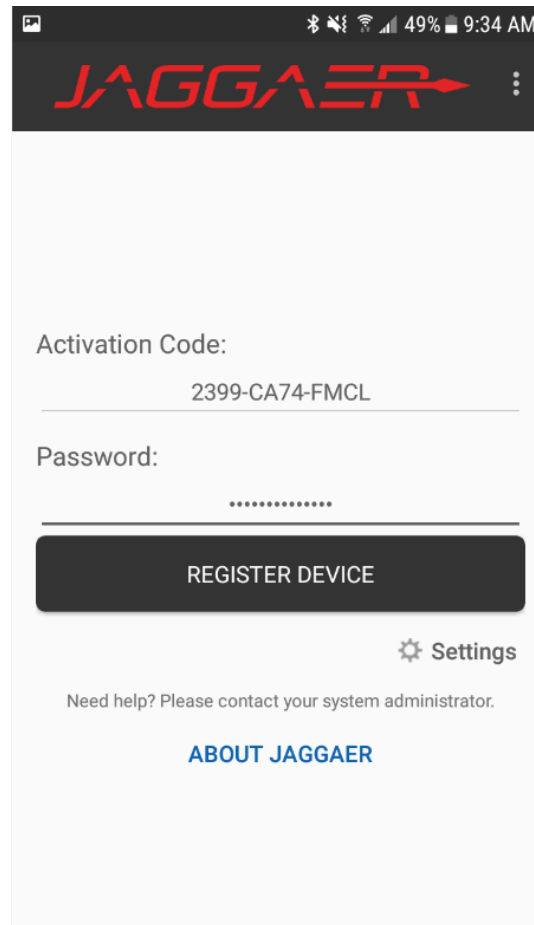 49% 9:34 AM
JAGGAER
Activation Code:
2399-CA74-FMCL
Password:
••••••••••••••
REGISTER DEVICE
Settings
Need help? Please contact your system administrator.
ABOUT JAGGAER